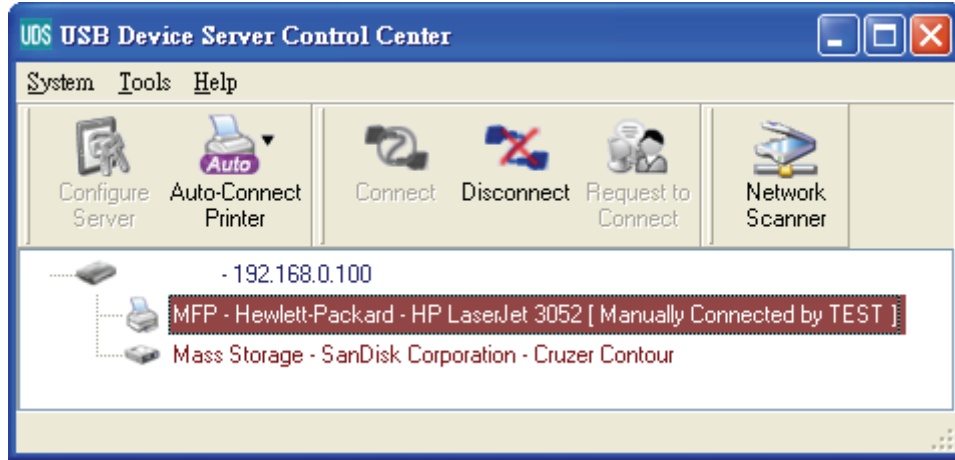 UDS USB Device Server Control Center
System Tools Help
Auto
Configure Server
Auto-Connect Printer
Connect
Disconnect
Request to Connect
Network Scanner
- 192.168.0.100
MFP - Hewlett-Packard - HP LaserJet 3052 [ Manually Connected by TEST ]
Mass Storage - SanDisk Corporation - Cruzer Contour